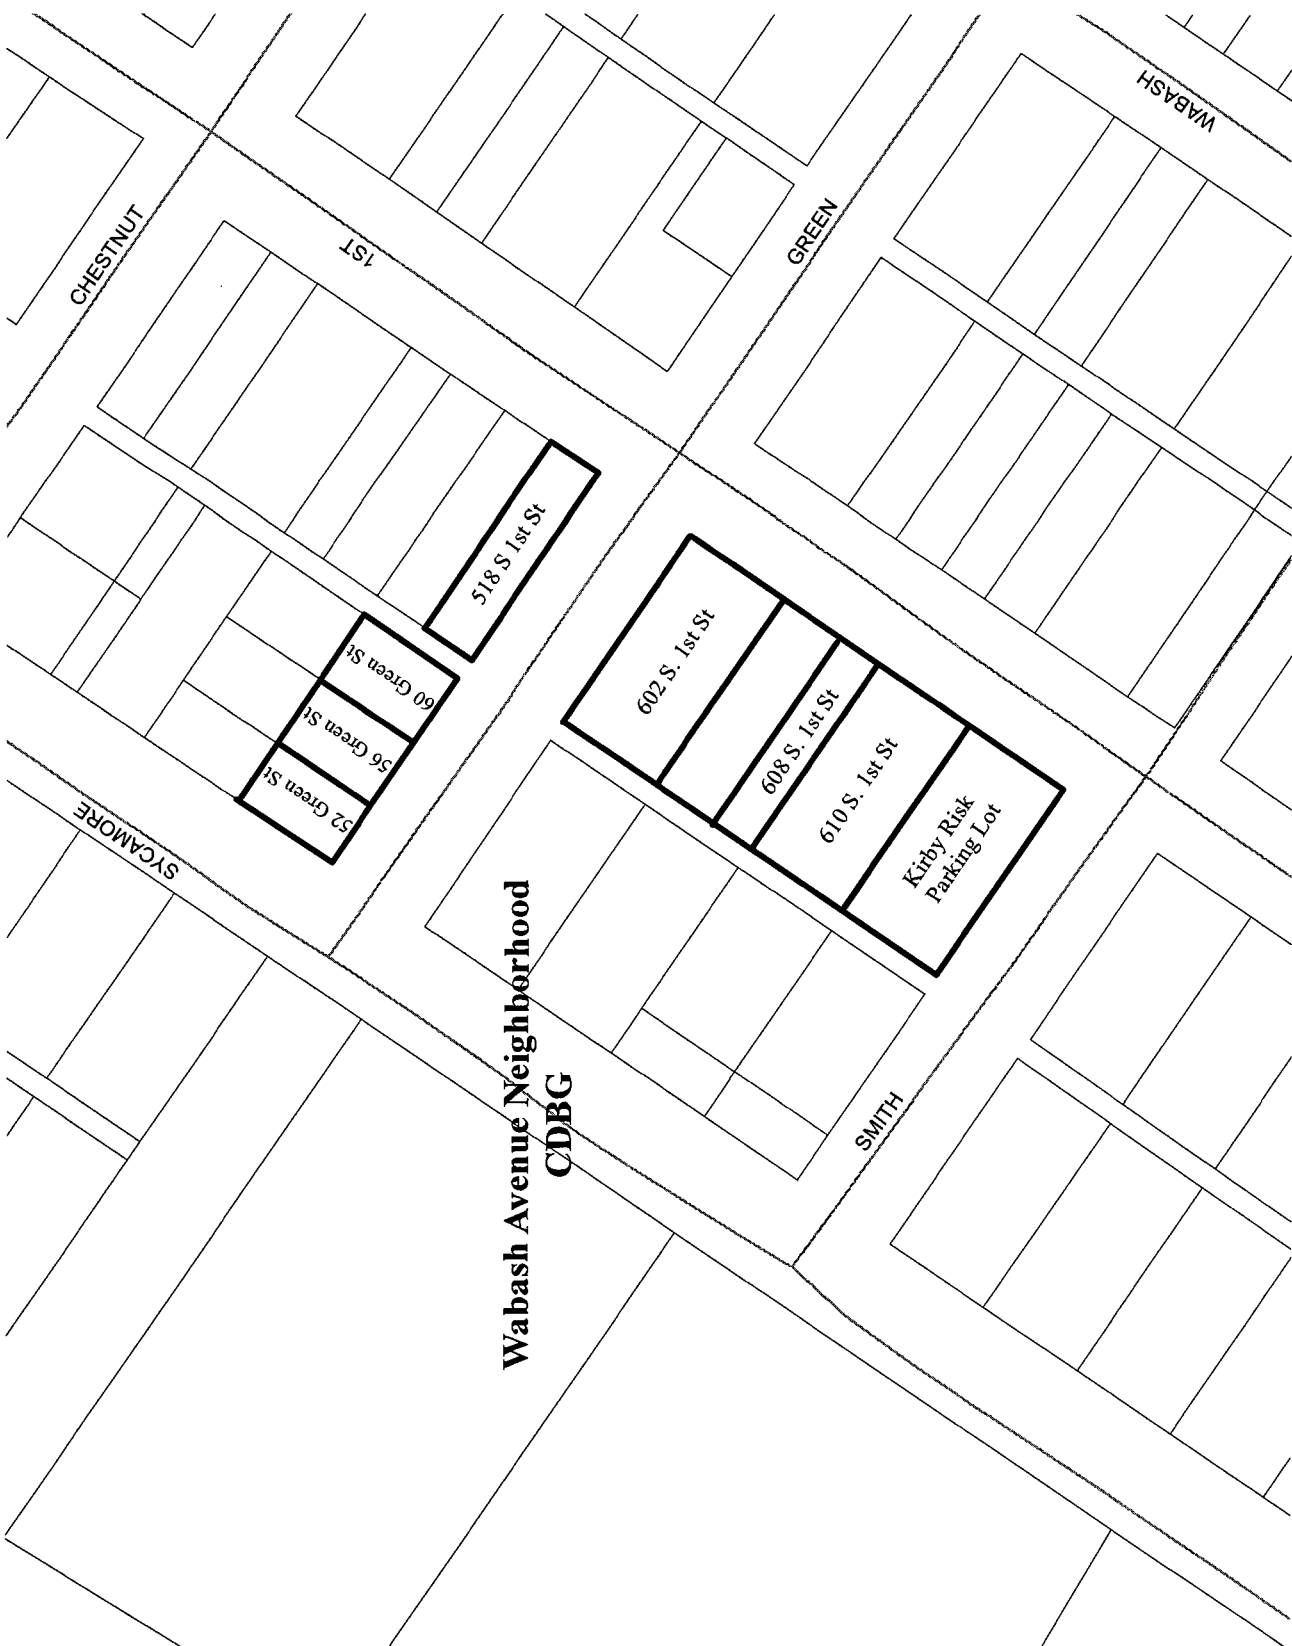 WABASH
CHESTNUT
1ST
GREEN
518 S 1st St
60 Green St
56 Green St
52 Green St
SYCAMORE
602 S. 1st St
608 S. 1st St
610 S. 1st St
Kirby Risk
Parking Lot
Wabash Avenue Neighborhood
CDBG
SMITH